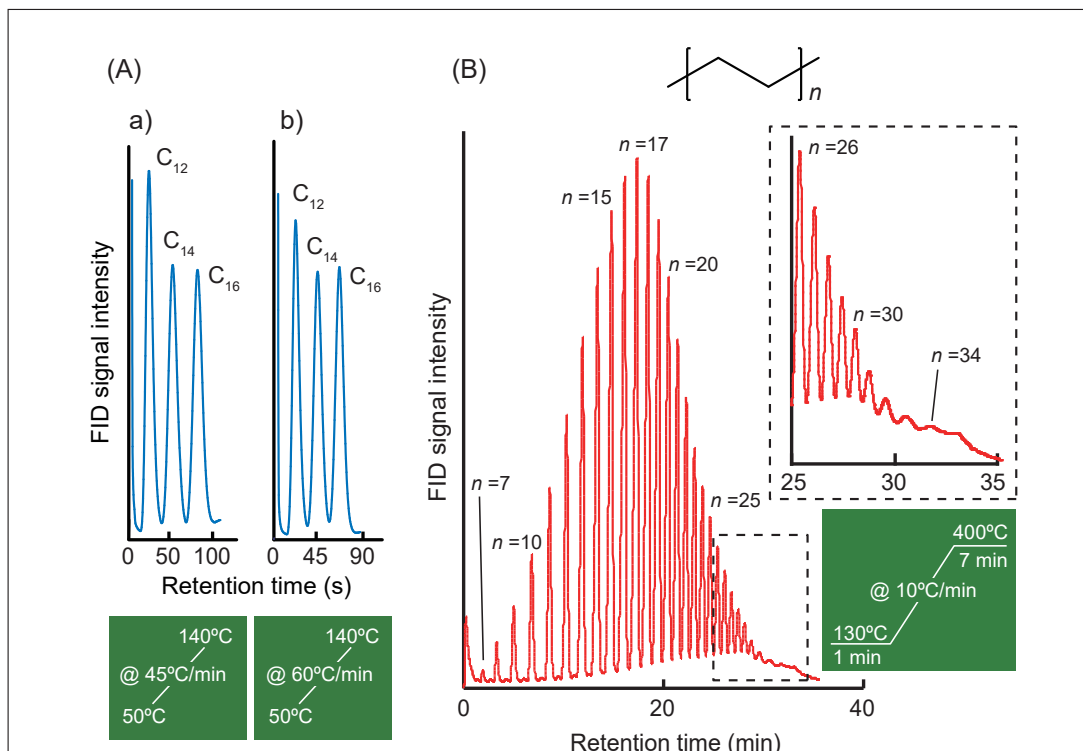 (A)
a)
b)
C12
C14
C16
C12
C14
C16
FID signal intensity
0 50 100
0 45 90
Retention time (s)
140ºC
@ 45ºC/min
50ºC
140ºC
@ 60ºC/min
50ºC
(B)
n
n =17
n =15
n =20
n =7
n =10
n =25
FID signal intensity
0 20 40
Retention time (min)
n =26
n =30
n =34
25 30 35
400ºC
7 min
@ 10ºC/min
130ºC
1 min